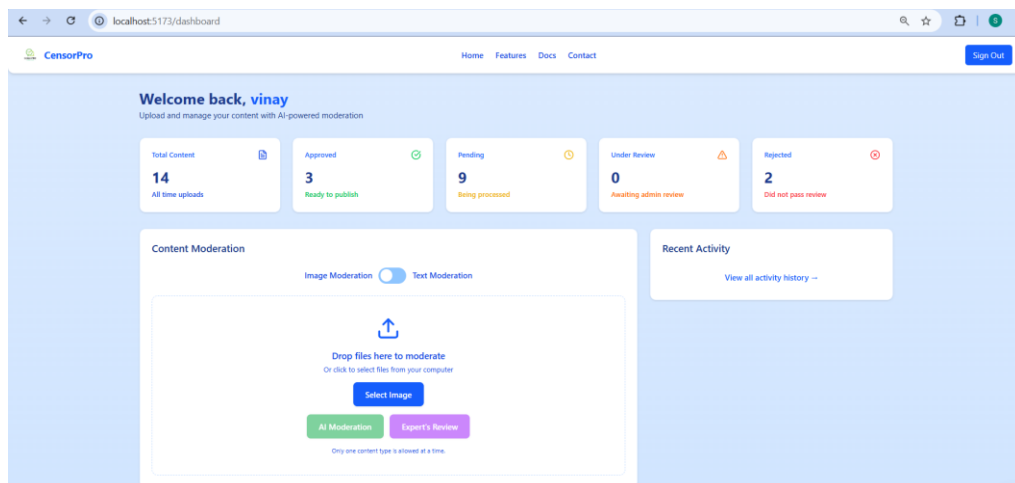 localhost:5173/dashboard
S
CensorPro
Home Features Docs Contact
Sign Out
Welcome back, vinay
Upload and manage your content with AI-powered moderation
Total Content
14
All time uploads
Approved
3
Ready to publish
Pending
9
Being processed
Under Review
0
Awaiting admin review
Rejected
2
Did not pass review
Content Moderation
Image Moderation Text Moderation
Drop files here to moderate
Or click to select files from your computer
Select Image
AI Moderation Expert's Review
Only one content type is allowed at a time.
Recent Activity
View all activity history →